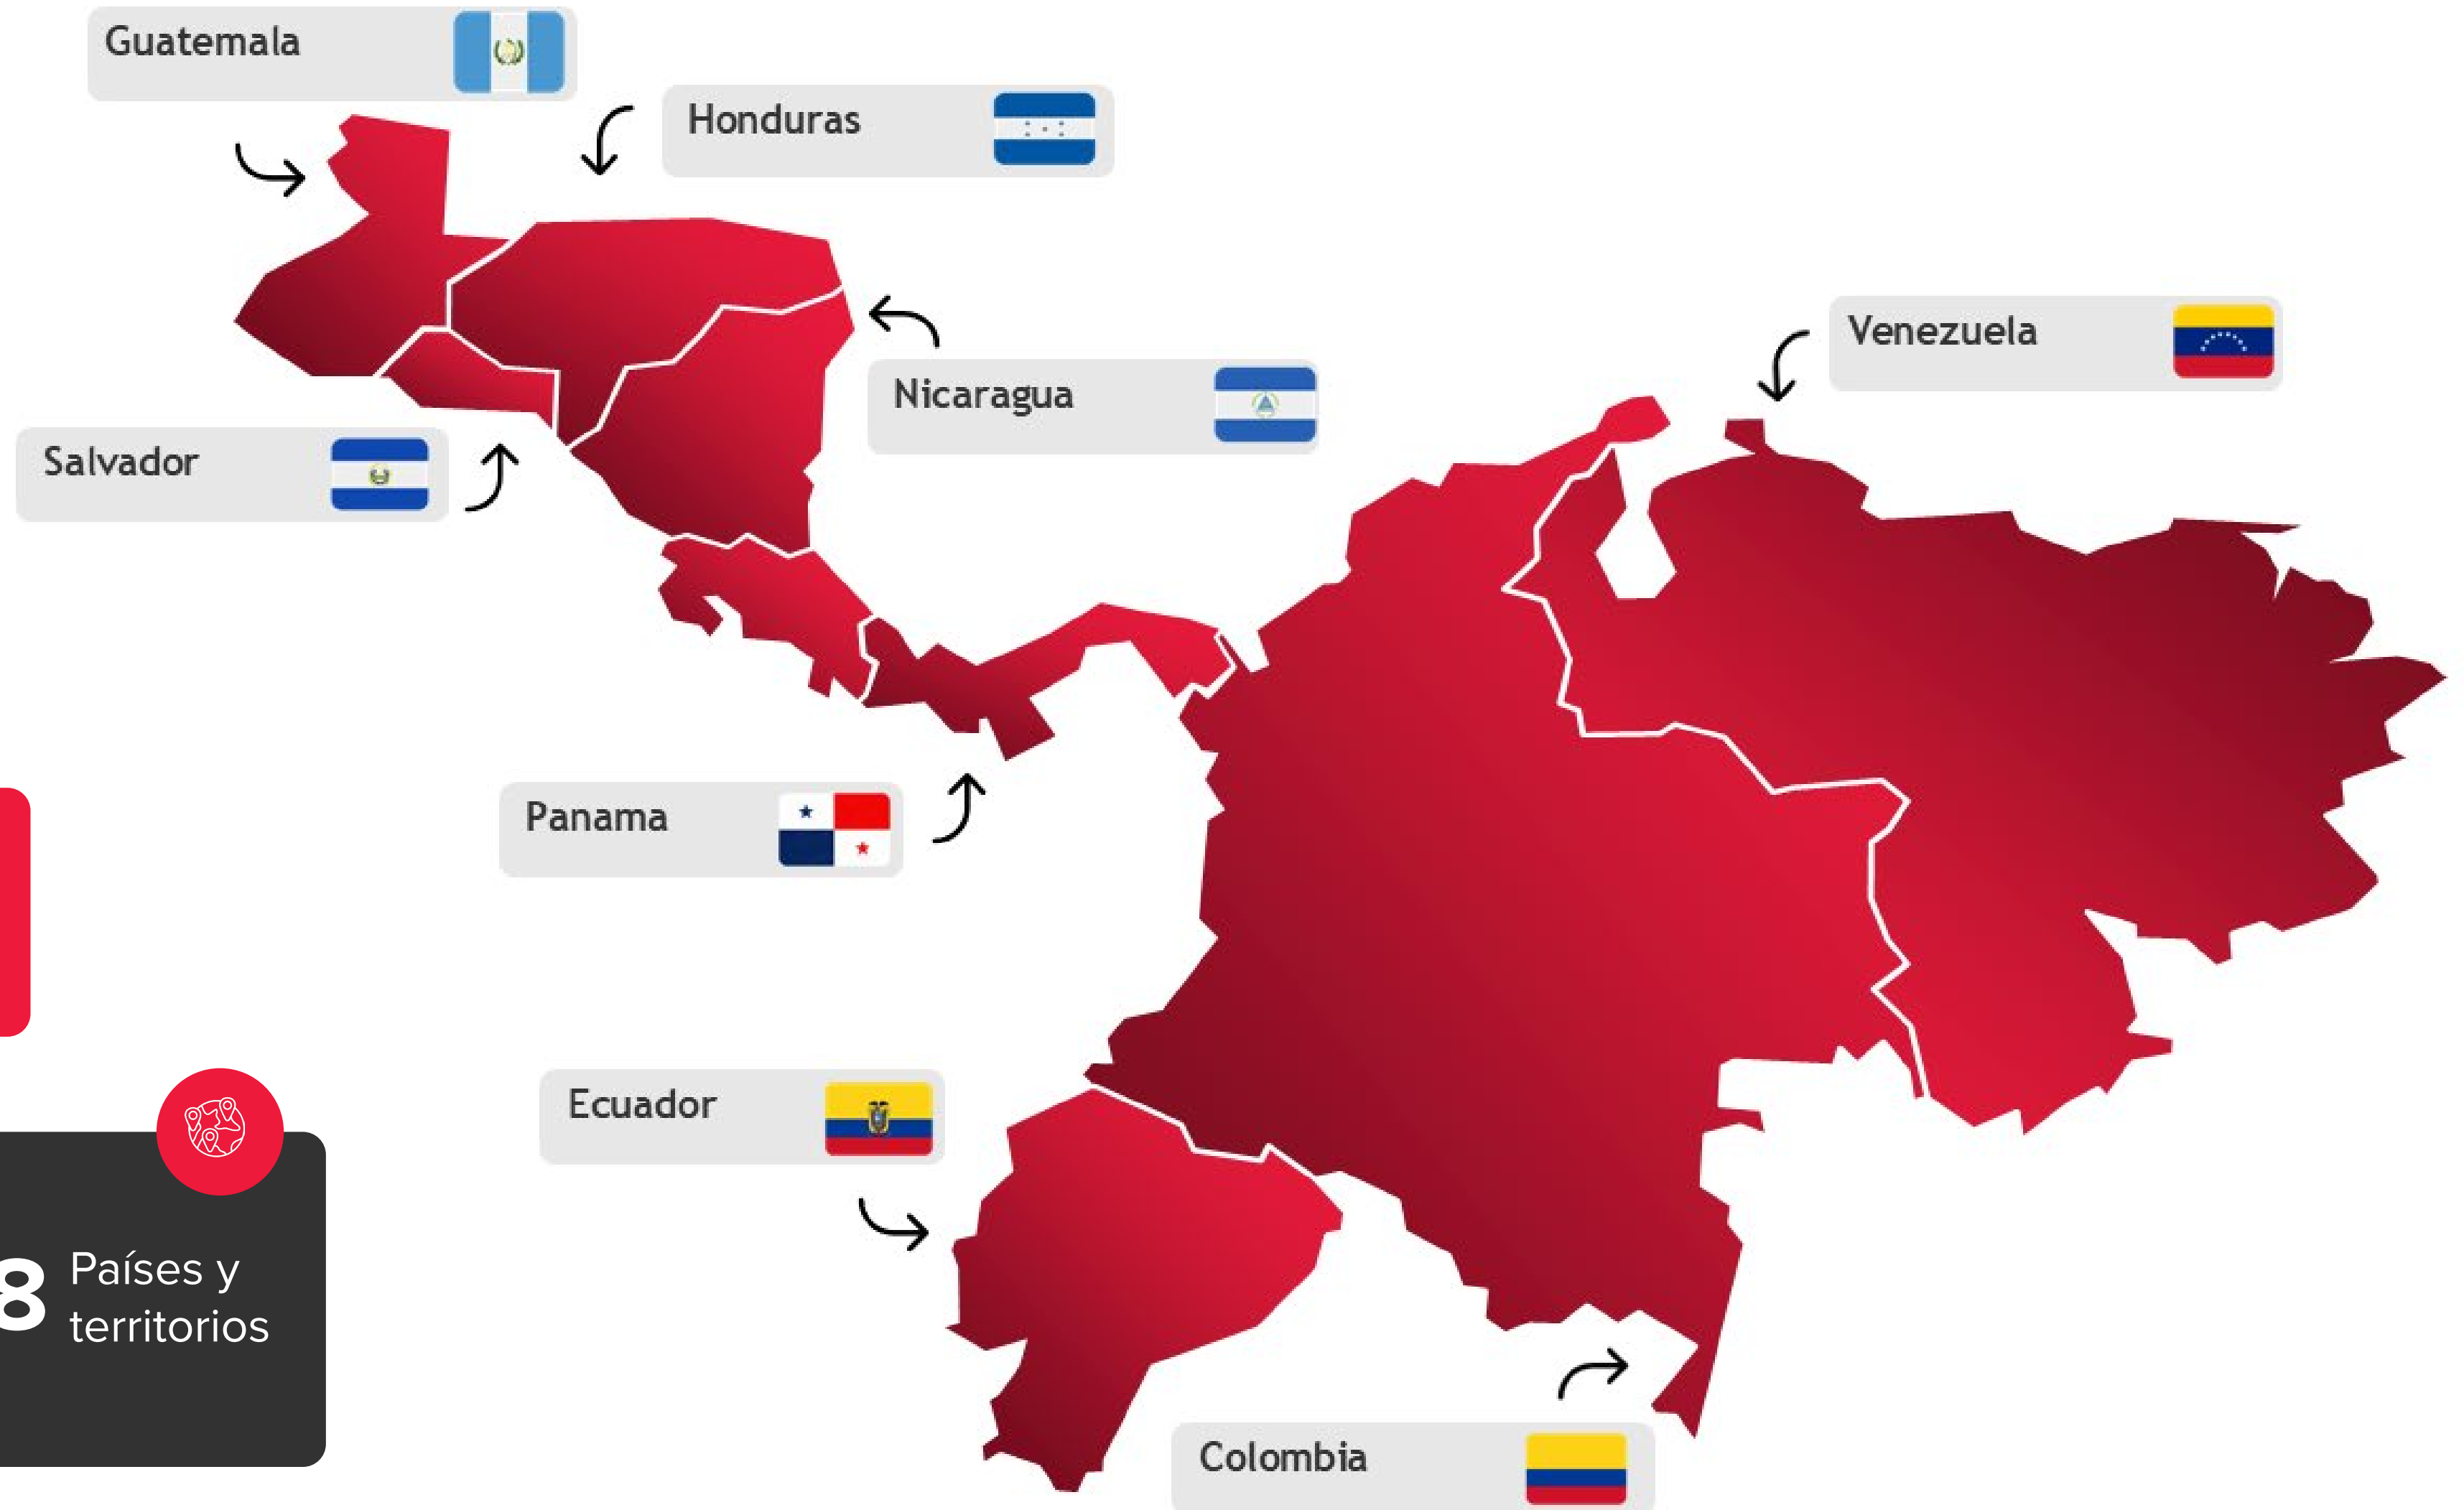 Guatemala
Honduras
Venezuela
Nicaragua
Salvador
Panama
Ecuador
8 Países y
territorios
Colombia